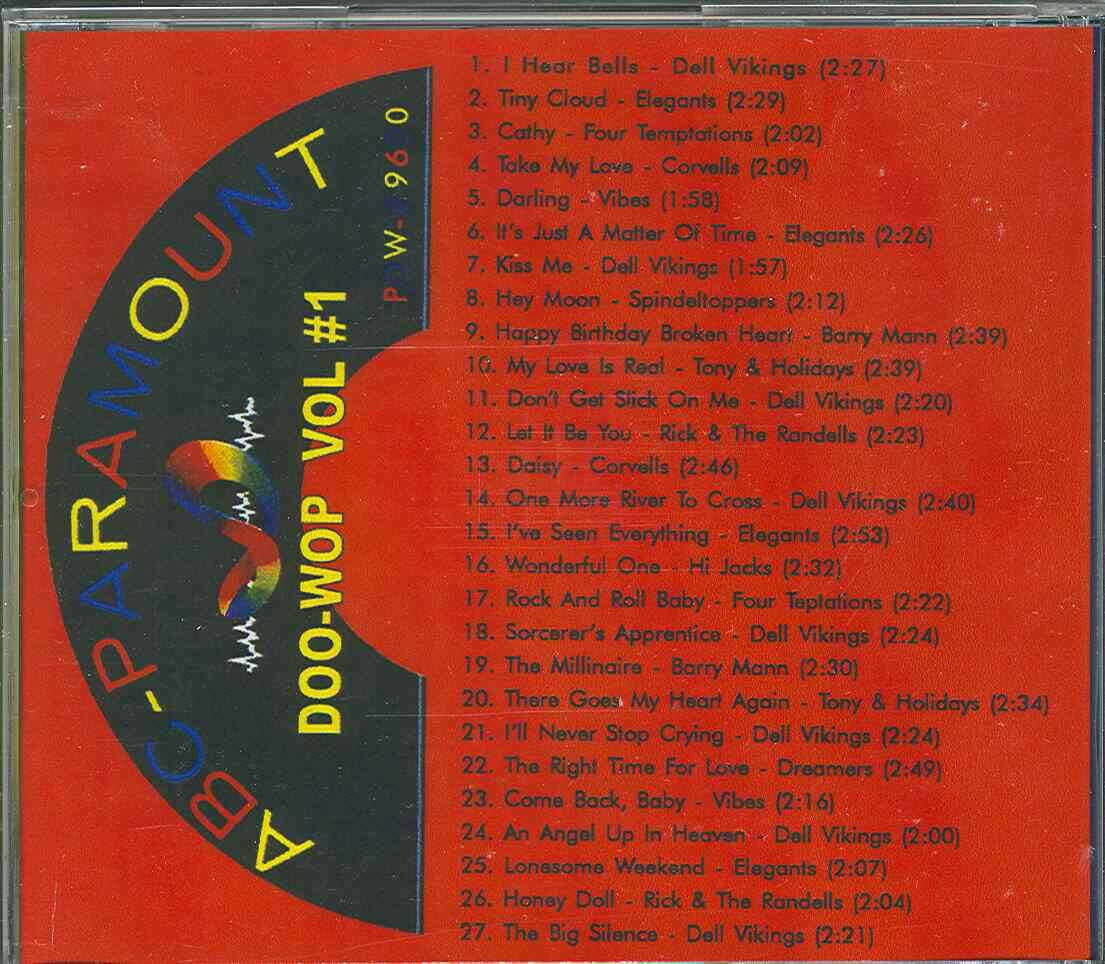 1. I Hear Bells - Dell Vikings (2:27)
2. Tiny Cloud - Elegants (2:29)
3. Cathy - Four Temptations (2:02)
4. Take My Love - Corvells (2:09)
5. Darling - Vibes (1:58)
6. It's Just A Matter Of Time - Elegants (2:26)
7. Kiss Me - Dell Vikings (1:57)
8. Hey Moon - Spindeltoppers (2:12)
9. Happy Birthday Broken Heart - Barry Mann (2:39)
10. My Love Is Real - Tony & Holidays (2:39)
11. Don't Get Slick On Me - Dell Vikings (2:20)
12. Let It Be You - Rick & The Randells (2:23)
13. Daisy - Corvells (2:46)
14. One More River To Cross - Dell Vikings (2:40)
15. I've Seen Everything - Elegants (2:53)
16. Wonderful One - Hi Jacks (2:32)
17. Rock And Roll Baby - Four Teptations (2:22)
18. Sorcerer's Apprentice - Dell Vikings (2:24)
19. The Millinaire - Barry Mann (2:30)
20. There Goes My Heart Again - Tony & Holidays (2:34)
21. I'll Never Stop Crying - Dell Vikings (2:24)
22. The Right Time For Love - Dreamers (2:49)
23. Come Back, Baby - Vibes (2:16)
24. An Angel Up In Heaven - Dell Vikings (2:00)
25. Lonesome Weekend - Elegants (2:07)
26. Honey Doll - Rick & The Randells (2:04)
27. The Big Silence - Dell Vikings (2:21)
ABC-PARAMOUNT
DOO-WOP VOL #1